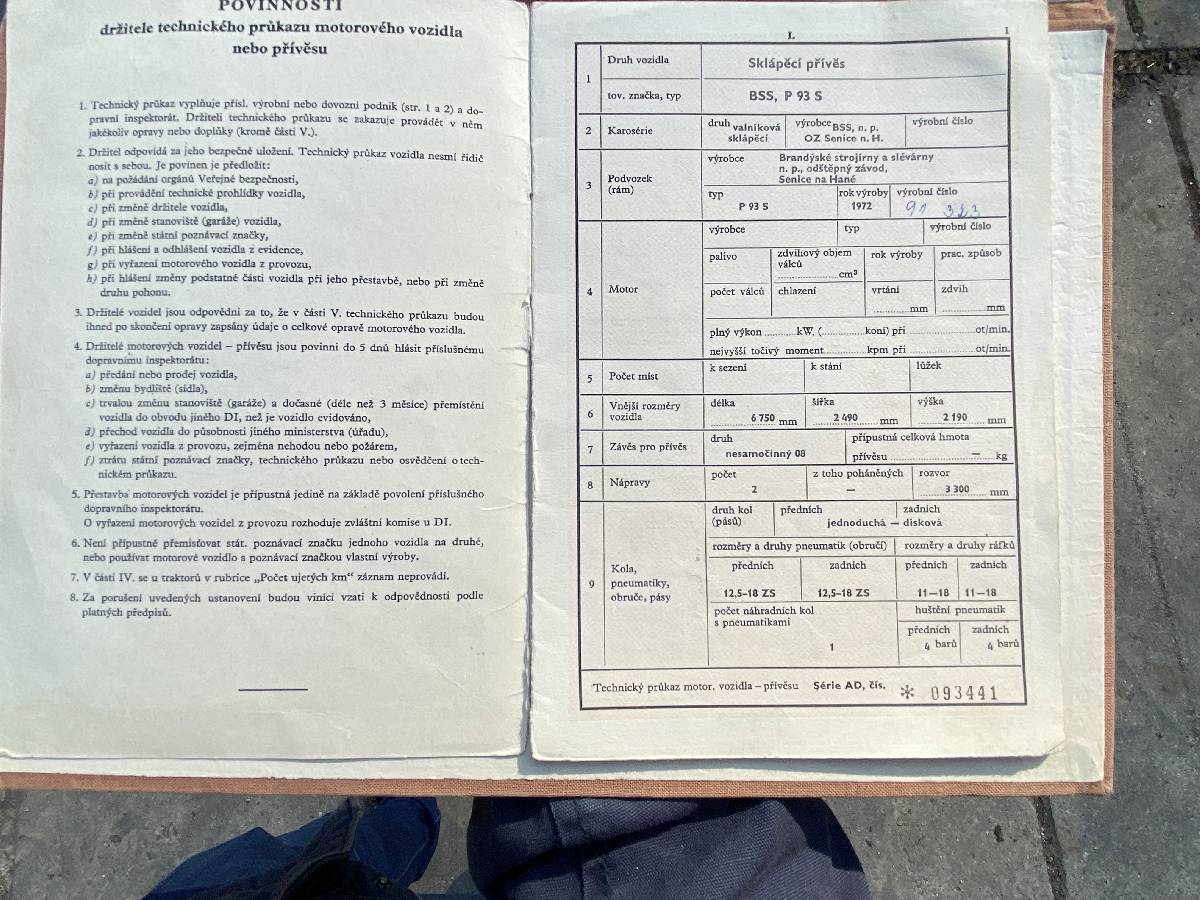 POVINNOSTI
držitele technického průkazu motorového vozidla
nebo přívěsu
1. Technický průkaz vyplňuje přísl. výrobní nebo dovozní podnik (str. 1 a 2) a do-
pravní inspektorát. Držiteli technického průkazu se zakazuje provádět v něm
jakékoliv opravy nebo doplňky (kromě části V.).
2. Držitel odpovídá za jeho bezpečné uložení. Technický průkaz vozidla nesmí řidič
nosit s sebou. Je povinen je předložit:
a) na požádání orgánů Veřejné bezpečnosti,
b) při provádění technické prohlídky vozidla,
c) při změně držitele vozidla,
d) při změně stanoviště (garáže) vozidla,
e) při změně státní poznávací značky,
f) při hlášení a odhlášení vozidla z evidence,
g) při vyřazení motorového vozidla z provozu,
h) při hlášení změny podstatné části vozidla při jeho přestavbě, nebo při změně
druhu pohonu.
3. Držitelé vozidel jsou odpovědni za to, že v části V. technického průkazu budou
ihned po skončení opravy zapsány údaje o celkové opravě motorového vozidla.
4. Držitelé motorových vozidel – přívěsu jsou povinni do 5 dnů hlásit příslušnému
dopravnímu inspektorátu:
a) předání nebo prodej vozidla,
b) změnu bydliště (sídla),
c) trvalou změnu stanoviště (garáže) a dočasné (déle než 3 měsíce) přemístění
vozidla do obvodu jiného DI, než je vozidlo evidováno,
d) přechod vozidla do působnosti jiného ministerstva (úřadu),
e) vyřazení vozidla z provozu, zejména nehodou nebo požárem,
f) ztrátu státní poznávací značky, technického průkazu nebo osvědčení o tech-
nickém průkazu.
5. Přestavba motorových vozidel je přípustná jedině na základě povolení příslušného
dopravního inspektorátu.
O vyřazení motorových vozidel z provozu rozhoduje zvláštní komise u DI.
6. Není přípustné přemisťovat stát. poznávací značku jednoho vozidla na druhé,
nebo používat motorové vozidlo s poznávací značkou vlastní výroby.
7. V části IV. se u traktorů v rubrice „Počet ujetých km“ záznam neprovádí.
8. Za porušení uvedených ustanovení budou viníci vzati k odpovědnosti podle
platných předpisů.
I. 1
1 Druh vozidla Sklápěcí přívěs
tov. značka, typ BSS, P 93 S
2 Karosérie druh valníková sklápěcí výrobce BSS, n. p. OZ Senice n. H. výrobní číslo
3 Podvozek (rám) výrobce Brandýské strojírny a slévárny
n. p., odštěpný závod,
Senice na Hané
typ rok výroby výrobní číslo
P 93 S 1972 91 323
4 Motor výrobce typ výrobní číslo
palivo zdvihový objem válců cm³ rok výroby prac. způsob
počet válců chlazení vrtání mm zdvih mm
plný výkon kW. ( koní) při ot/min.
nejvyšší točivý moment kpm při ot/min.
5 Počet míst k sezení k stání lůžek
6 Vnější rozměry vozidla délka 6 750 mm šířka 2 490 mm výška 2 190 mm
7 Závěs pro přívěs druh nesamočinný 08 přípustná celková hmota
přívěsu — kg
8 Nápravy počet 2 z toho poháněných — rozvor 3 300 mm
9 Kola, pneumatiky, obruče, pásy druh kol (pásů) předních zadních
jednoduchá — disková
rozměry a druhy pneumatik (obručí) rozměry a druhy ráfků
předních zadních předních zadních
12,5–18 ZS 12,5–18 ZS 11—18 11—18
počet náhradních kol s pneumatikami 1 huštění pneumatik
předních zadních
4 barů 4 barů
Technický průkaz motor. vozidla – přívěsu Série AD, čís. * 093441